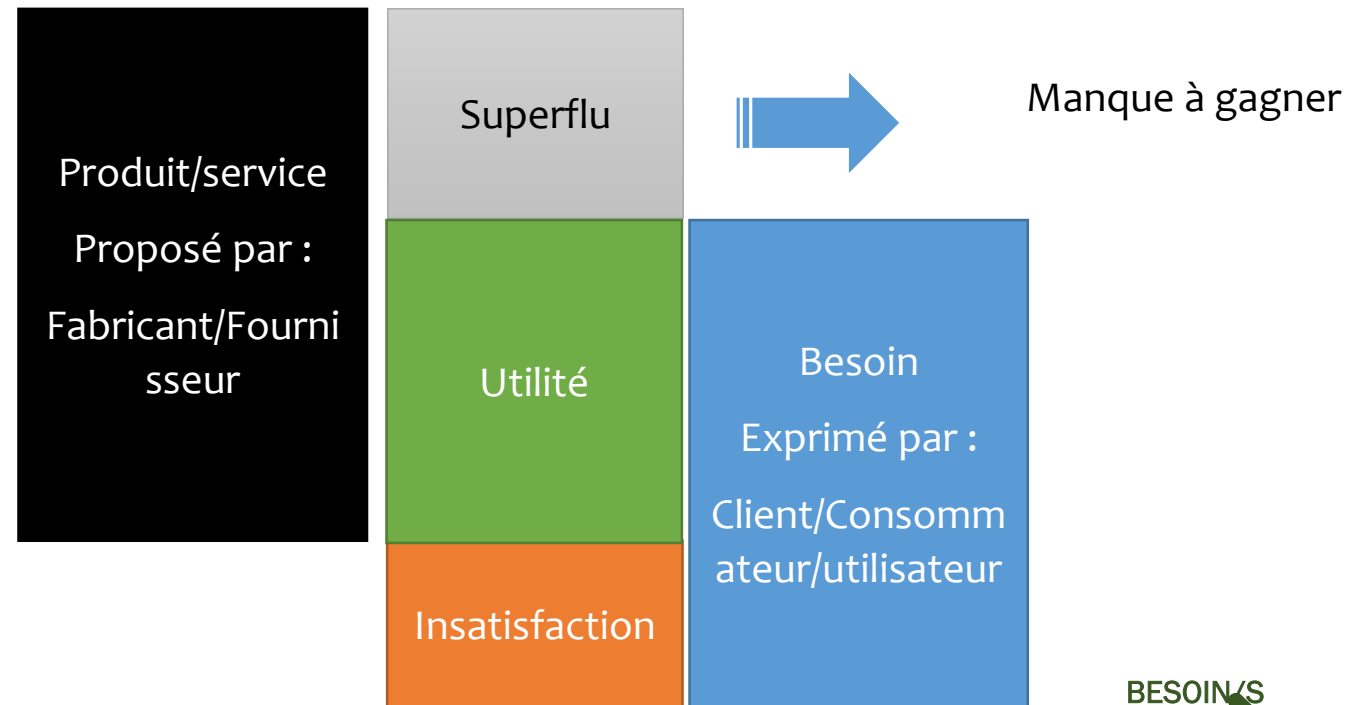 Produit/service
Proposé par :
Fabricant/Fourni
sseur
Superflu
Utilité
Insatisfaction
Manque à gagner
Besoin
Exprimé par :
Client/Consomm
ateur/utilisateur
BESOIN/S